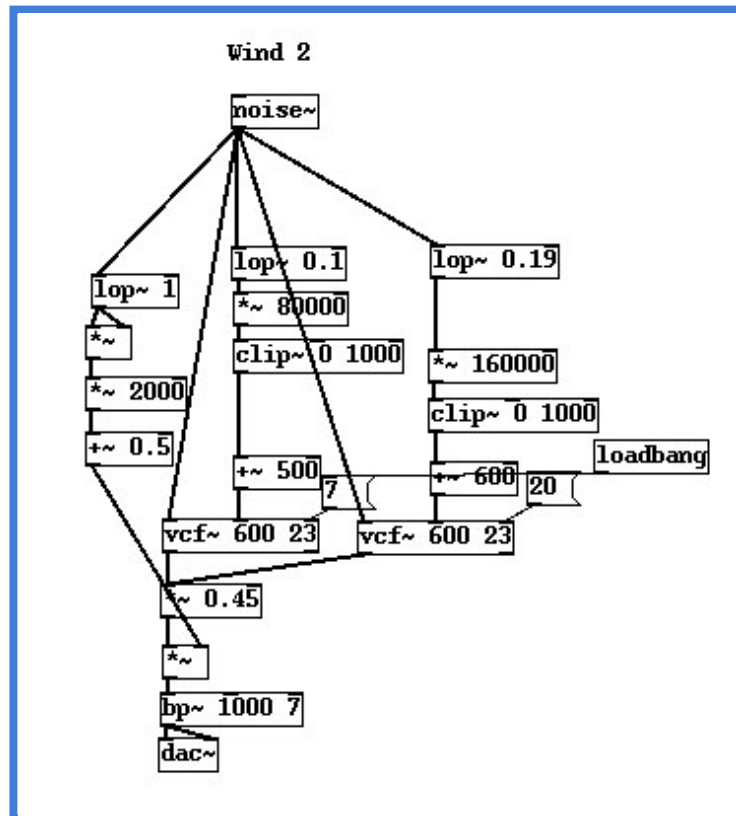 Wind 2
noise~
lop~ 0.1
lop~ 0.19
lop~ 1
*~ 80000
*~
clip~ 0 1000
*~ 160000
*~ 2000
clip~ 0 1000
+~ 0.5
loadbang
+~ 500
+~ 600
7
20
vcf~ 600 23
vcf~ 600 23
*~ 0.45
*~
bp~ 1000 7
dac~